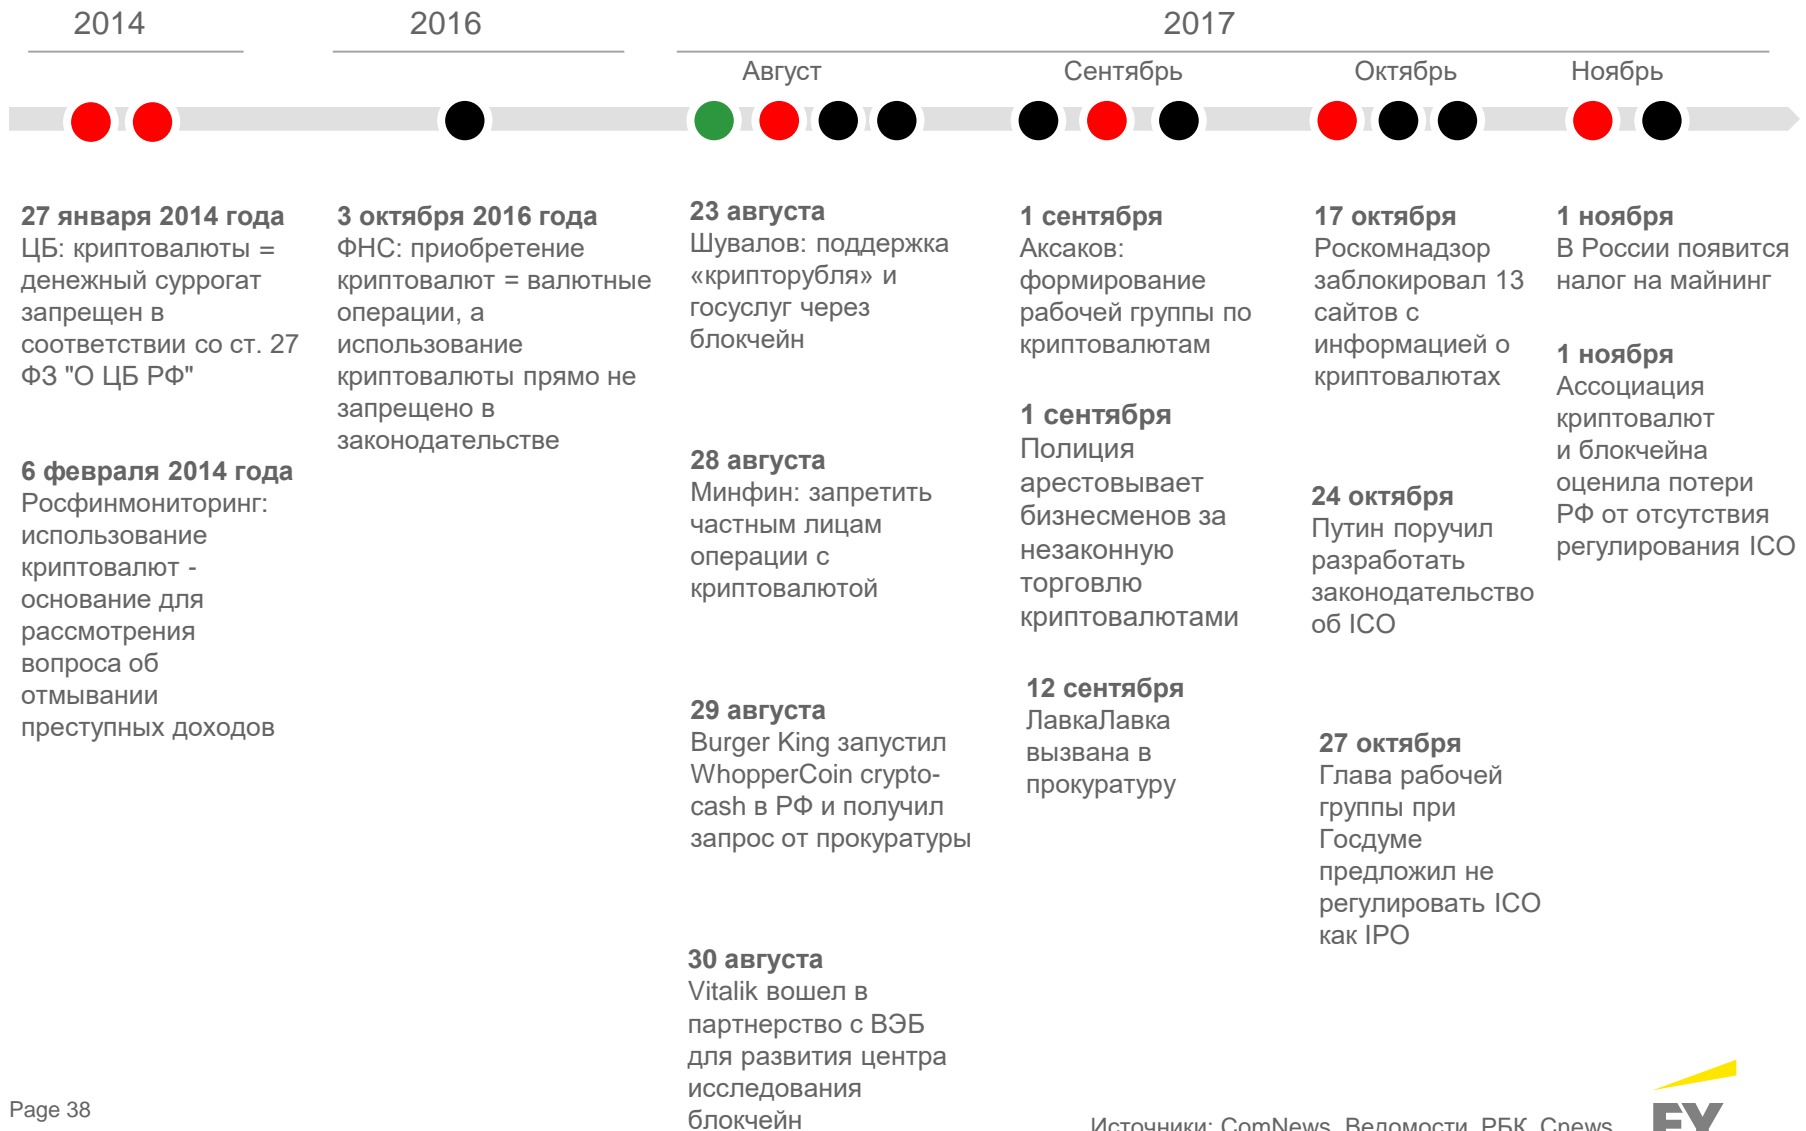 2014
2016
2017
Август
Сентябрь
Октябрь
Ноябрь
27 января 2014 года
ЦБ: криптовалюты =
денежный суррогат
запрещен в
соответствии со ст. 27
ФЗ "О ЦБ РФ"
6 февраля 2014 года
Росфинмониторинг:
использование
криптовалют -
основание для
рассмотрения
вопроса об
отмывании
преступных доходов
3 октября 2016 года
ФНС: приобретение
криптовалют = валютные
операции, а
использование
криптовалюты прямо не
запрещено в
законодательстве
23 августа
Шувалов: поддержка
«крипторубля» и
госуслуг через
блокчейн
28 августа
Минфин: запретить
частным лицам
операции с
криптовалютой
29 августа
Burger King запустил
WhopperCoin crypto-
cash в РФ и получил
запрос от прокуратуры
30 августа
Vitalik вошел в
партнерство с ВЭБ
для развития центра
исследования
блокчейн
1 сентября
Аксаков:
формирование
рабочей группы по
криптовалютам
1 сентября
Полиция
арестовывает
бизнесменов за
незаконную
торговлю
криптовалютами
12 сентября
ЛавкаЛавка
вызвана в
прокуратуру
17 октября
Роскомнадзор
заблокировал 13
сайтов с
информацией о
криптовалютах
24 октября
Путин поручил
разработать
законодательство
об ICO
27 октября
Глава рабочей
группы при
Госдуме
предложил не
регулировать ICO
как IPO
1 ноября
В России появится
налог на майнинг
1 ноября
Ассоциация
криптовалют
и блокчейна
оценила потери
РФ от отсутствия
регулирования ICO
Page 38
Источники: ComNews, Ведомости, РБК, Cnews
EY